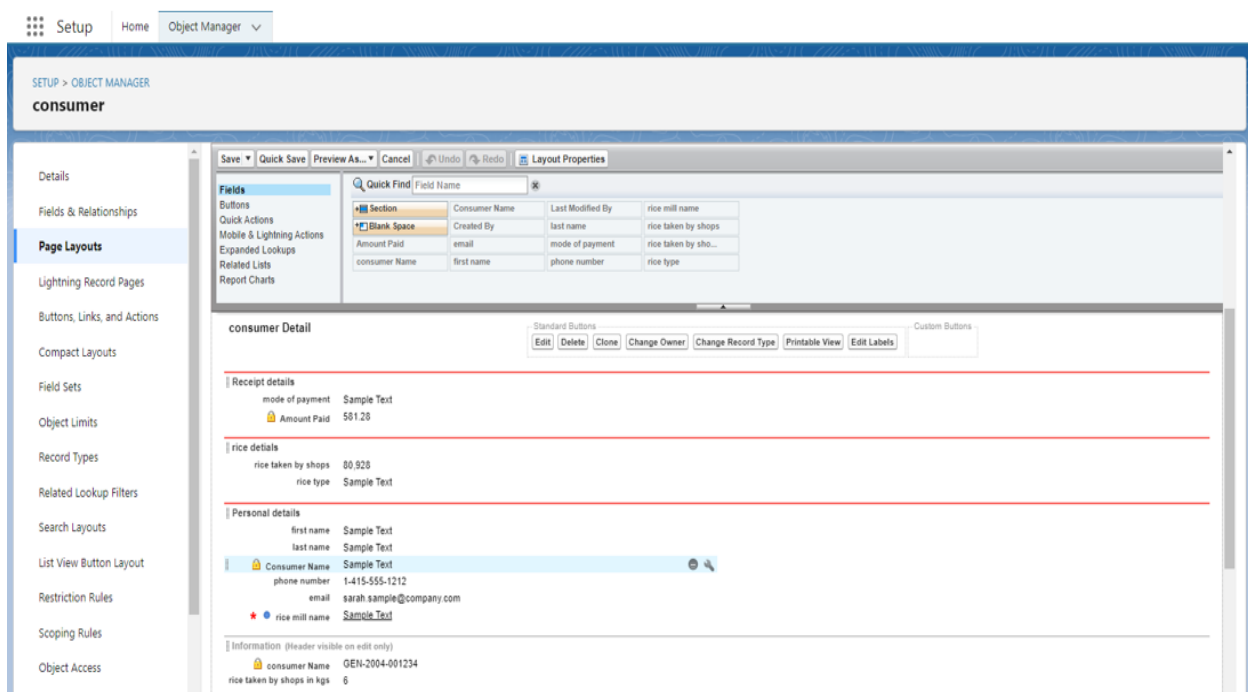 Setup Home Object Manager
SETUP > OBJECT MANAGER
consumer
Details
Fields & Relationships
Page Layouts
Lightning Record Pages
Buttons, Links, and Actions
Compact Layouts
Field Sets
Object Limits
Record Types
Related Lookup Filters
Search Layouts
List View Button Layout
Restriction Rules
Scoping Rules
Object Access
Save Quick Save Preview As... Cancel Undo Redo Layout Properties
Fields
Buttons
Quick Actions
Mobile & Lightning Actions
Expanded Lookups
Related Lists
Report Charts
Quick Find Field Name
Section Consumer Name Last Modified By rice mill name
Blank Space Created By last name rice taken by shops
Amount Paid email mode of payment rice taken by sho...
consumer Name first name phone number rice type
consumer Detail
Standard Buttons
Edit Delete Clone Change Owner Change Record Type Printable View Edit Labels
Custom Buttons
Receipt details
mode of payment Sample Text
Amount Paid 581.28
rice detials
rice taken by shops 80,928
rice type Sample Text
Personal details
first name Sample Text
last name Sample Text
Consumer Name Sample Text
phone number 1-415-555-1212
email sarah.sample@company.com
* rice mill name Sample Text
Information (Header visible on edit only)
consumer Name GEN-2004-001234
rice taken by shops in kgs 6